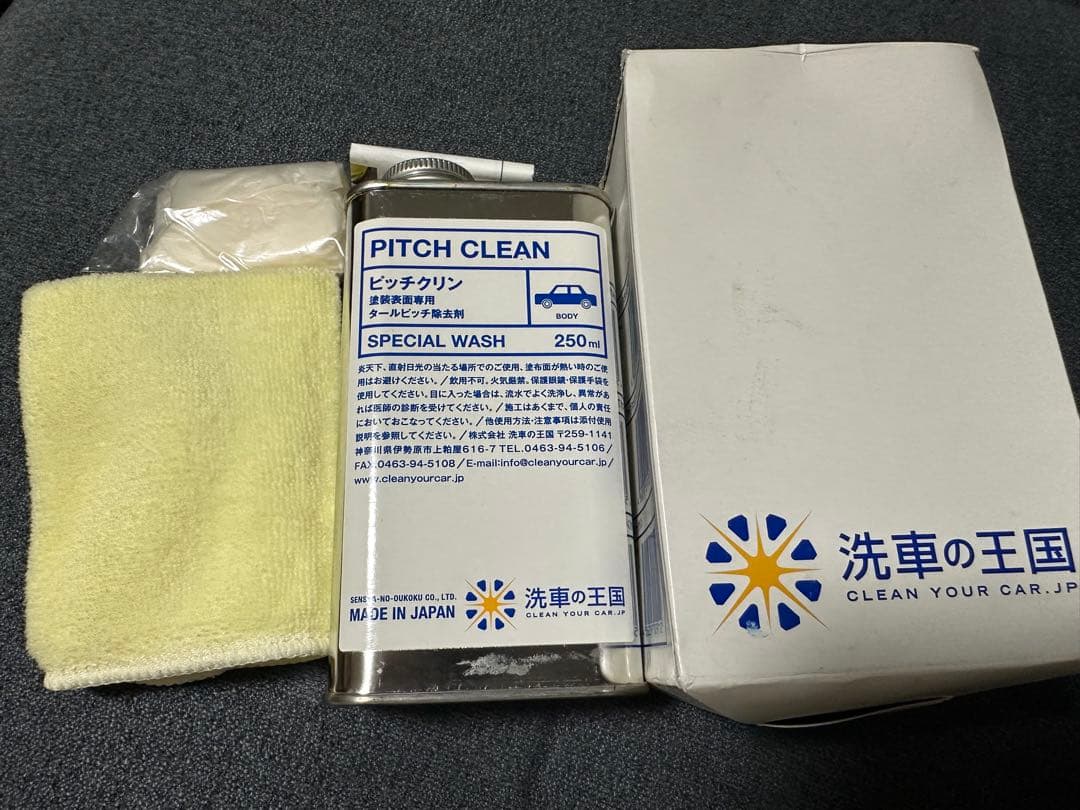 PITCH CLEAN
ピッチクリン
塗装表面専用
タールピッチ除去剤
BODY
SPECIAL WASH 250ml
炎天下、直射日光の当たる場所でのご使用、塗布面が熱い時のご使
用はお避けください。/飲用不可。火気厳禁。保護眼鏡・保護手袋を
使用してください。目に入った場合は、流水でよく洗浄し、異常があ
れば医師の診断を受けてください。/施工はあくまで、個人の責任
においておこなってください。/他使用方法・注意事項は添付使用
説明を参照してください。/株式会社 洗車の王国 〒259-1141
神奈川県伊勢原市上粕屋616-7 TEL.0463-94-5106/
FAX.0463-94-5108/E-mail:info@cleanyourcar.jp/
www.cleanyourcar.jp
SENSYA-NO-OUKOKU CO., LTD.
MADE IN JAPAN
洗車の王国
CLEAN YOUR CAR.JP
洗車の王国
CLEAN YOUR CAR.JP